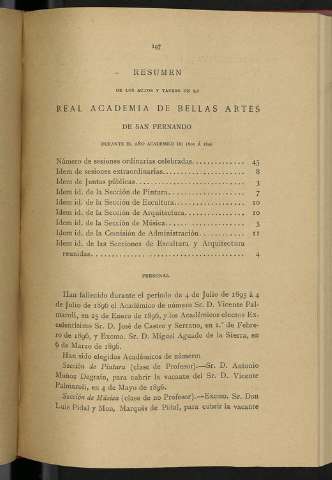 197
RESUMEN
DE LOS ACTOS Y TAREAS DE LA
REAL ACADEMIA DE BELLAS ARTES
DE SAN FERNANDO
DURANTE EL AÑO ACADÉMICO DE
Número de sesiones ordinarias celebradas. 45
Idem de sesiones extraordinarias. 8
Idem de Juntas públicas. 3
Idem id. de la Sección de Pintura. 7
Idem id. de la Sección de Escultura. 10
Idem id. de la Sección de Arquitectura. 10
Idem id. de la Sección de Música. 3
Idem id. de la Comisión de Administración. 11
Idem id. de las Secciones de Escultura y Arquitectura
reunidas. 4
PERSONAL
Han fallecido durante el período de 4 de Julio de 1895 á 4
de Julio de 1896 el Académico de número Sr. D. Vicente Pal-
maroli, en 25 de Enero de 1896, y los Académicos electos Ex-
celentísimo Sr. D. José de Castro y Serrano, en 1.º de Febre-
ro de 1896, y Excmo. Sr. D. Miguel Aguado de la Sierra, en
6 de Marzo de 1896.
Han sido elegidos Académicos de número:
Sección de Pintura (clase de Profesor).—Sr. D. Antonio
Muñoz Degrain, para cubrir la vacante del Sr. D. Vicente
Palmaroli, en 4 de Mayo de 1896.
Sección de Música (clase de no Profesor).—Excmo. Sr. Don
Luis Pidal y Mon, Marqués de Pidal, para cubrir la vacante